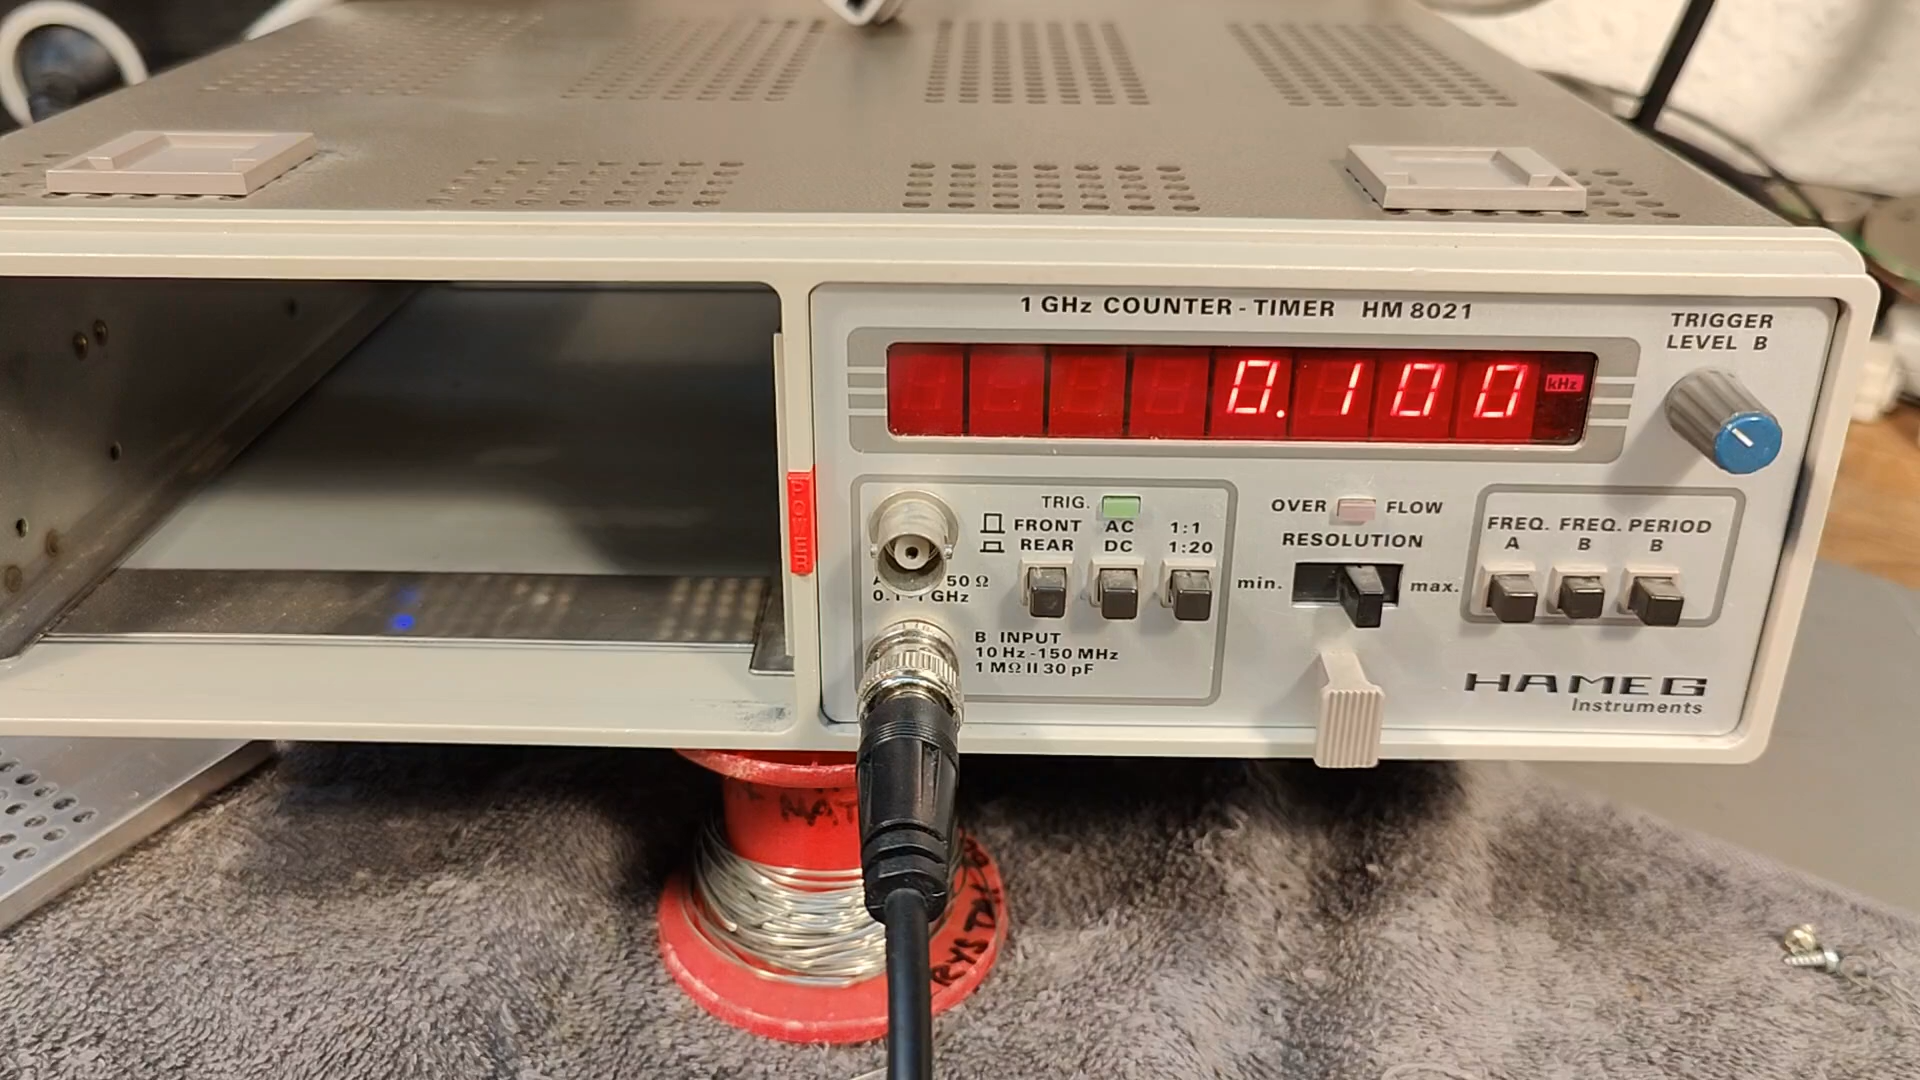 1 GHz COUNTER - TIMER HM 8021
TRIGGER
LEVEL B
0.100 kHz
POWER
TRIG.
FRONT AC 1:1
REAR DC 1:20
50 Ω
GHz
B INPUT
10 Hz - 150 MHz
1 MΩ II 30 pF
OVER FLOW
RESOLUTION
min. max.
FREQ. FREQ. PERIOD
A B B
HAMEG
Instruments